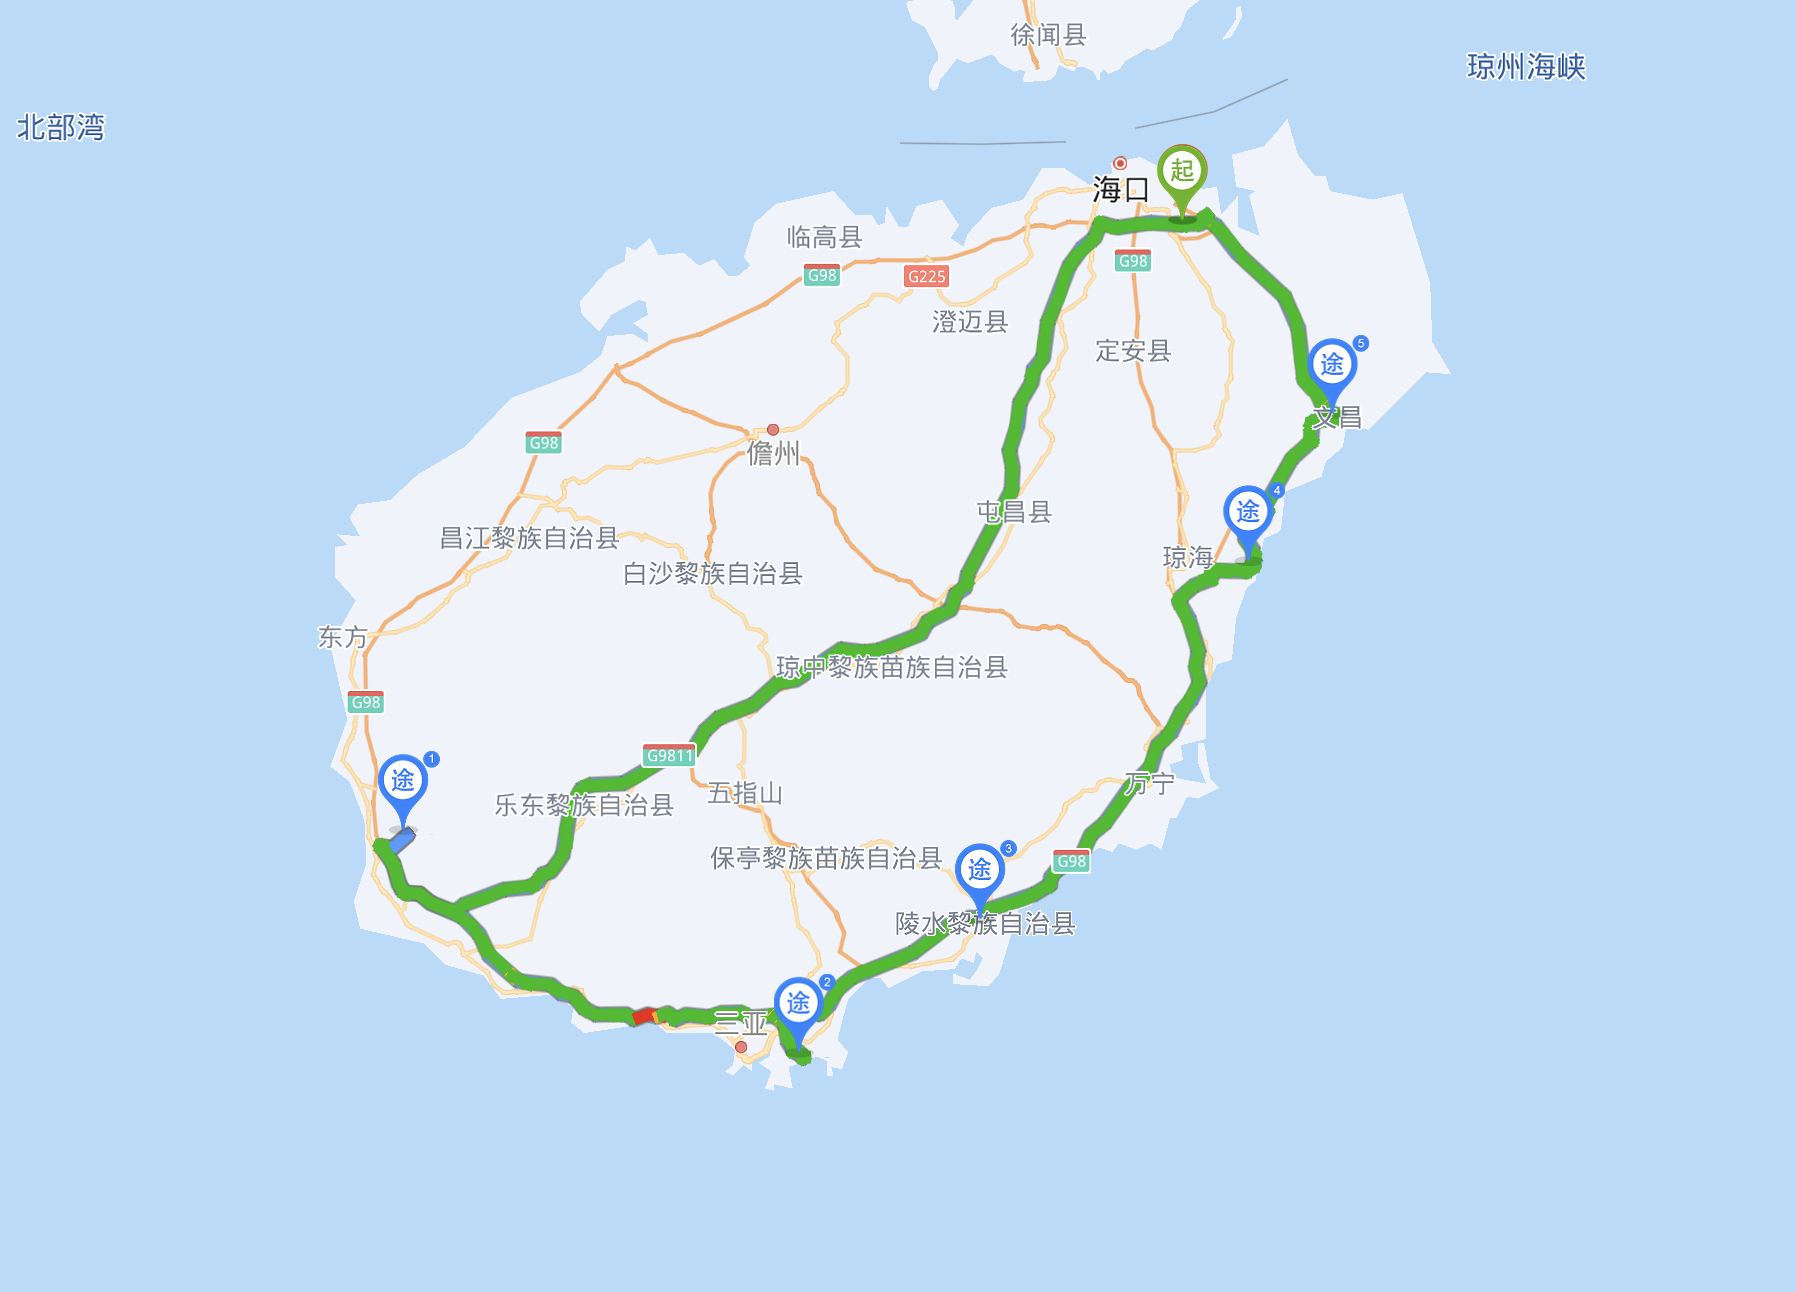 徐闻县
琼州海峡
北部湾
起
海口
临高县
G98
G98
G225
澄迈县
定安县
途
5
文昌
G98
儋州
途
4
屯昌县
昌江黎族自治县
琼海
白沙黎族自治县
东方
琼中黎族苗族自治县
G98
G9811
途
1
五指山
万宁
乐东黎族自治县
保亭黎族苗族自治县
途
3
G98
陵水黎族自治县
途
2
三亚